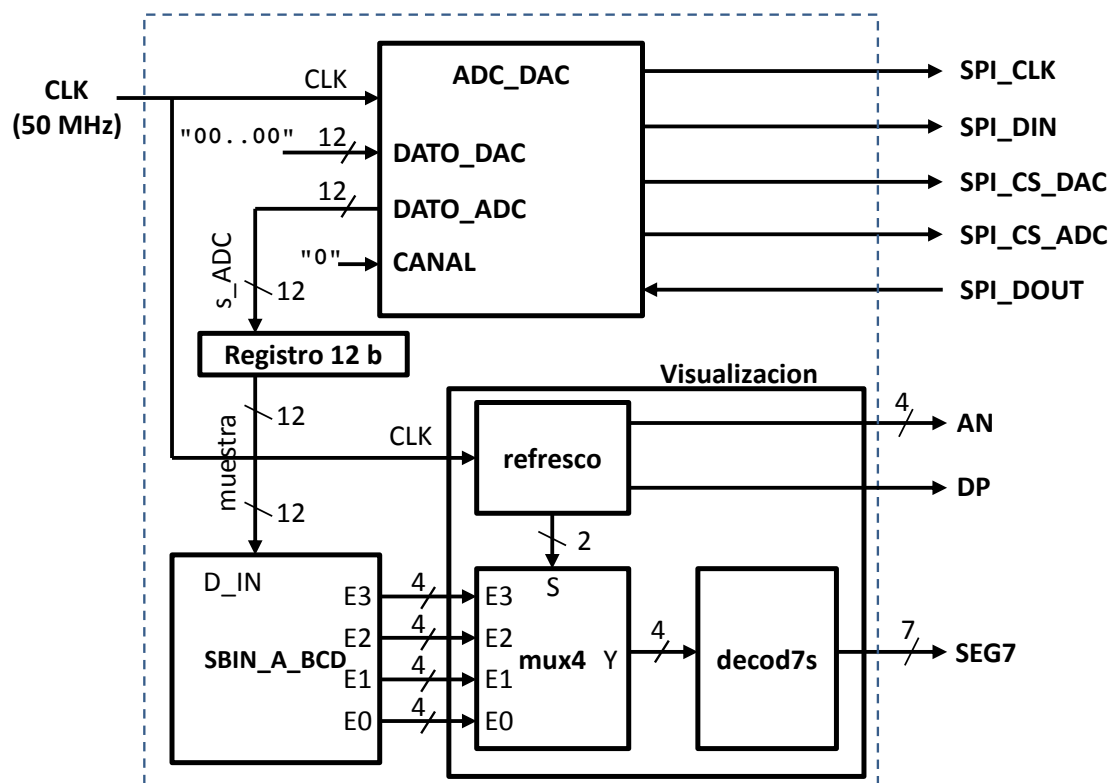 CLK
(50 MHz)
CLK
ADC_DAC
"00..00"
12
DATO_DAC
12
DATO_ADC
"0"
CANAL
s_ADC
12
SPI_CLK
SPI_DIN
SPI_CS_DAC
SPI_CS_ADC
SPI_DOUT
Registro 12 b
12
muestra
12
CLK
Visualizacion
refresco
4
AN
DP
2
D_IN
SBIN_A_BCD
E3
E2
E1
E0
4
4
4
4
S
E3
E2
E1
E0
mux4
Y
4
decod7s
7
SEG7